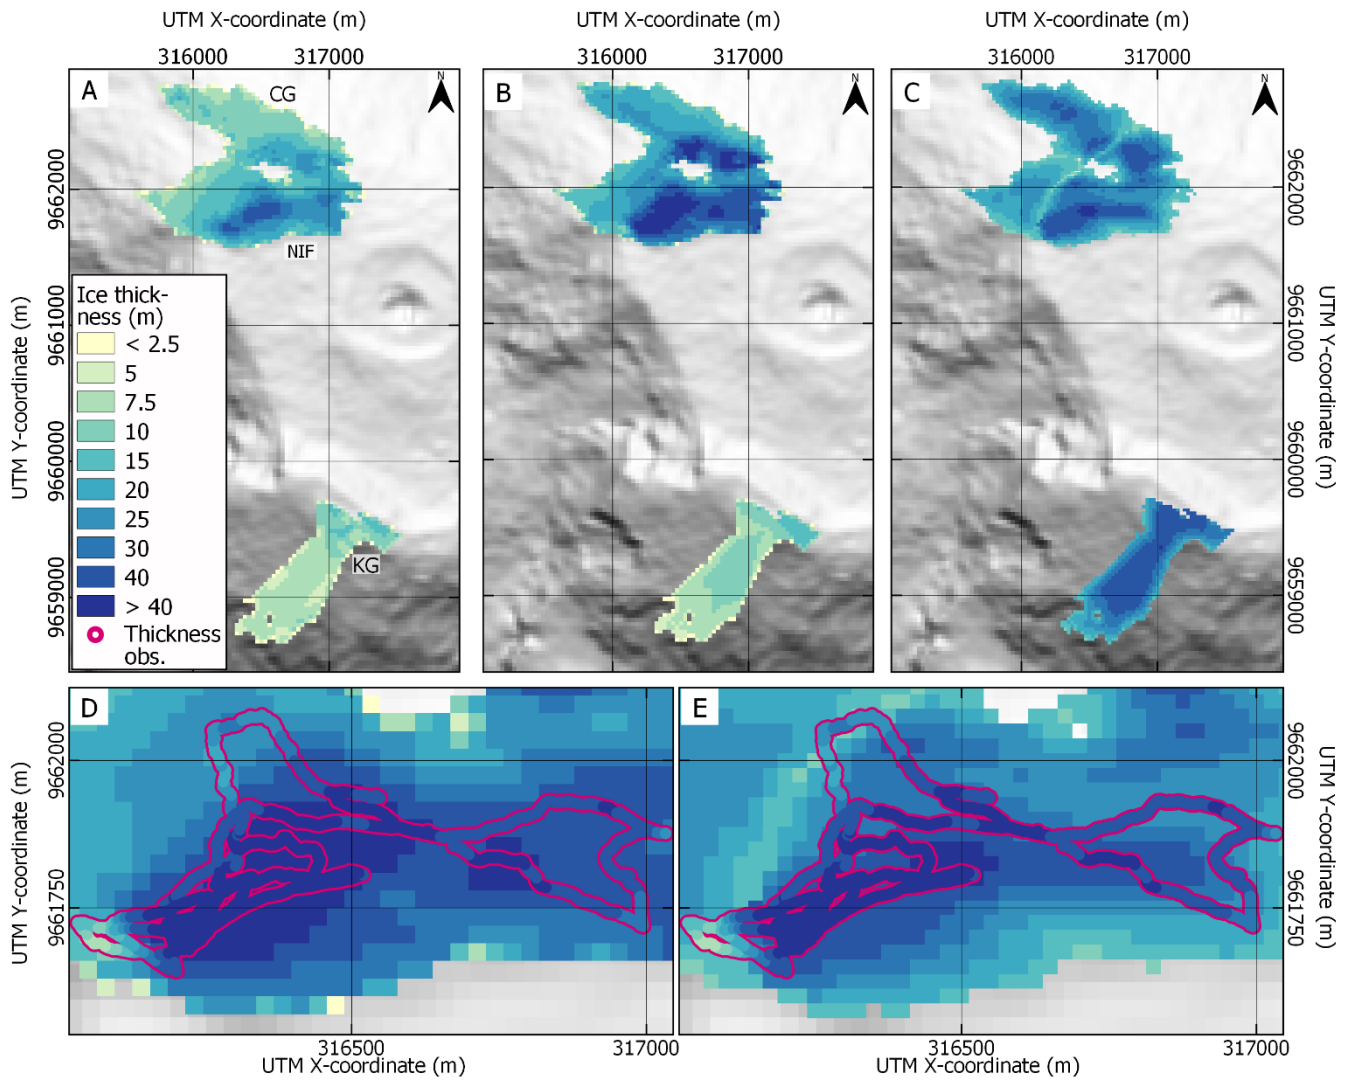 UTM X-coordinate (m)
UTM X-coordinate (m)
UTM X-coordinate (m)
316000 317000
316000 317000
316000 317000
A
CG
N
B
N
C
N
NIF
KG
Ice thick-
ness (m)
< 2.5
5
7.5
10
15
20
25
30
40
> 40
Thickness
obs.
UTM Y-coordinate (m)
9662000
9661000
9660000
9659000
9662000
9661000
9660000
9659000
UTM Y-coordinate (m)
D
E
UTM Y-coordinate (m)
9662000
9661750
9662000
9661750
UTM Y-coordinate (m)
316500 317000
316500 317000
UTM X-coordinate (m)
UTM X-coordinate (m)